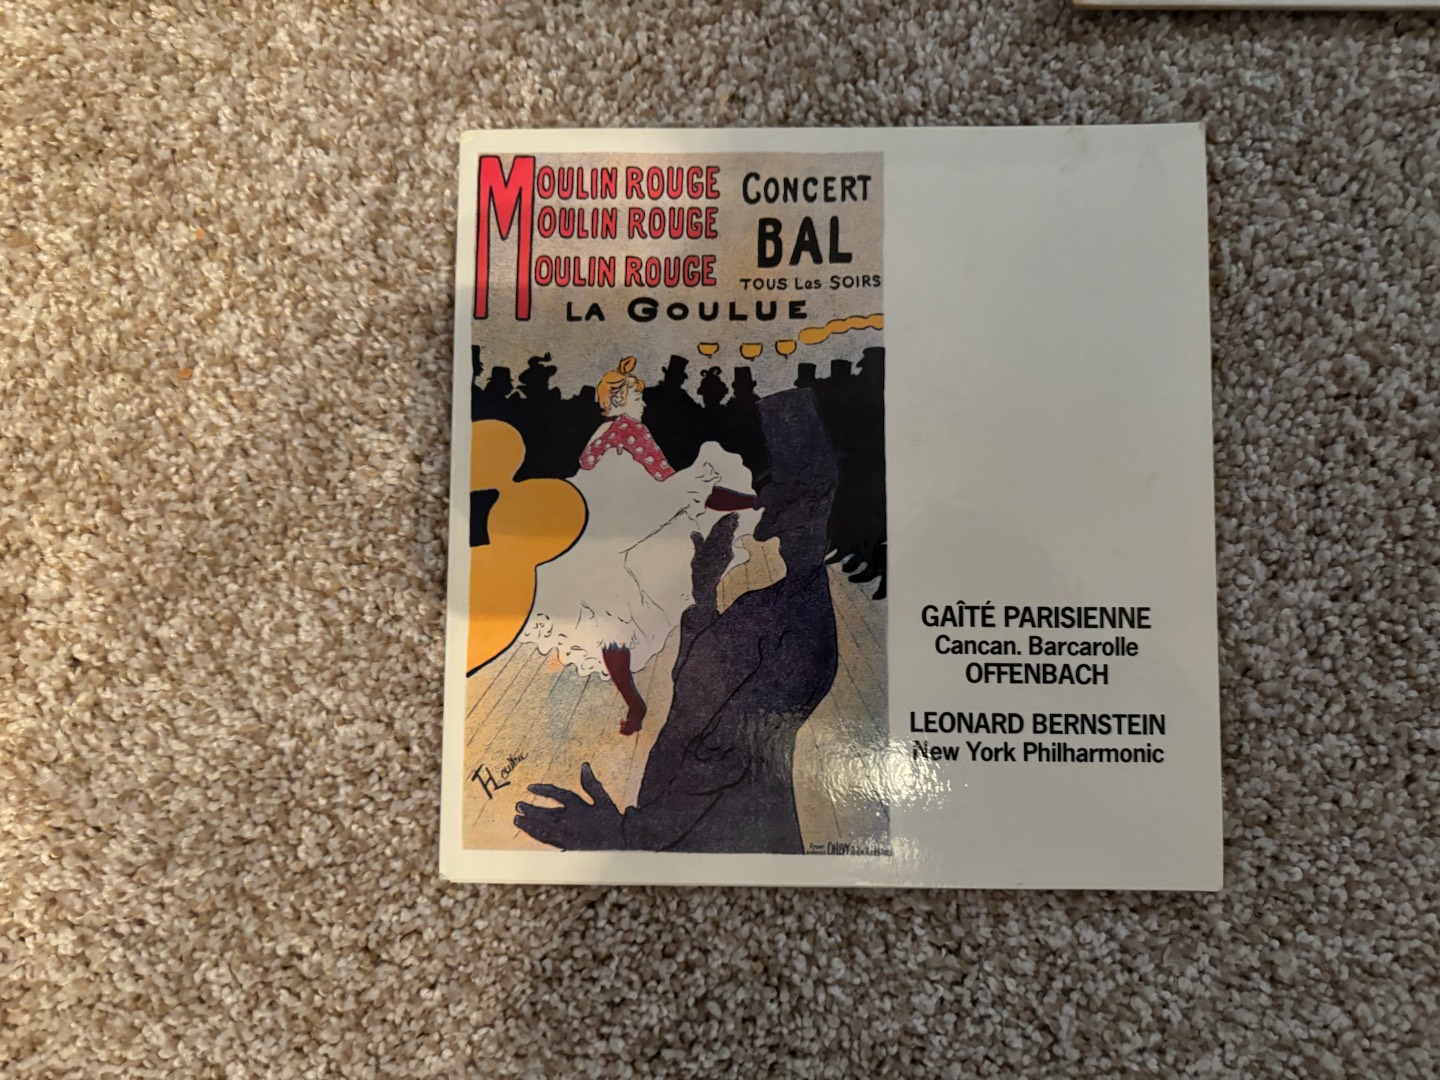 MOULIN ROUGE
MOULIN ROUGE
MOULIN ROUGE
CONCERT
BAL
TOUS Les SOIRS
LA GOULUE
GAÎTÉ PARISIENNE
Cancan. Barcarolle
OFFENBACH
LEONARD BERNSTEIN
New York Philharmonic